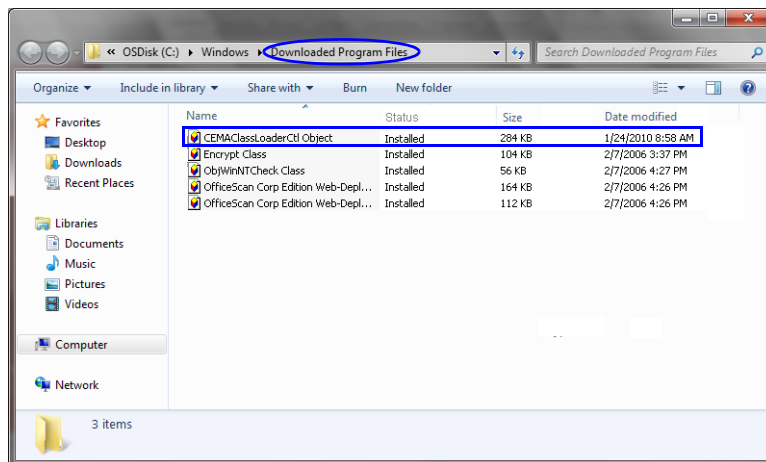 « OSDisk (C:) ▸ Windows ▸ Downloaded Program Files
Search Downloaded Program Files
Organize ▾ Include in library ▾ Share with ▾ Burn New folder
Name Status Size Date modified
CEMAClassLoaderCtl Object Installed 284 KB 1/24/2010 8:58 AM
Encrypt Class Installed 104 KB 2/7/2006 3:37 PM
ObjWinNTCheck Class Installed 56 KB 2/7/2006 4:27 PM
OfficeScan Corp Edition Web-Depl... Installed 164 KB 2/7/2006 4:26 PM
OfficeScan Corp Edition Web-Depl... Installed 112 KB 2/7/2006 4:26 PM
Favorites
Desktop
Downloads
Recent Places
Libraries
Documents
Music
Pictures
Videos
Computer
Network
3 items